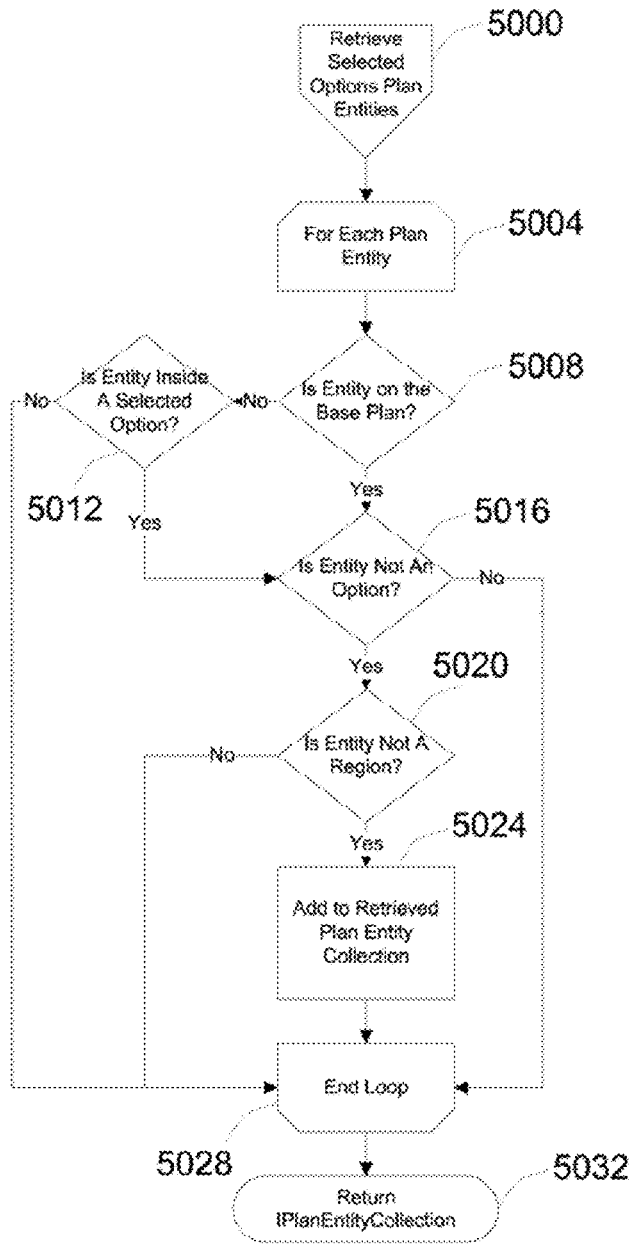 5000
Retrieve
Selected
Options Plan
Entities
5004
For Each Plan
Entity
5008
Is Entity on the
Base Plan?
No
Is Entity Inside
A Selected
Option?
No
5012
Yes
Yes
5016
Is Entity Not An
Option?
No
Yes
5020
Is Entity Not A
Region?
No
Yes
5024
Add to Retrieved
Plan Entity
Collection
End Loop
5028
5032
Return
IPlanEntityCollection